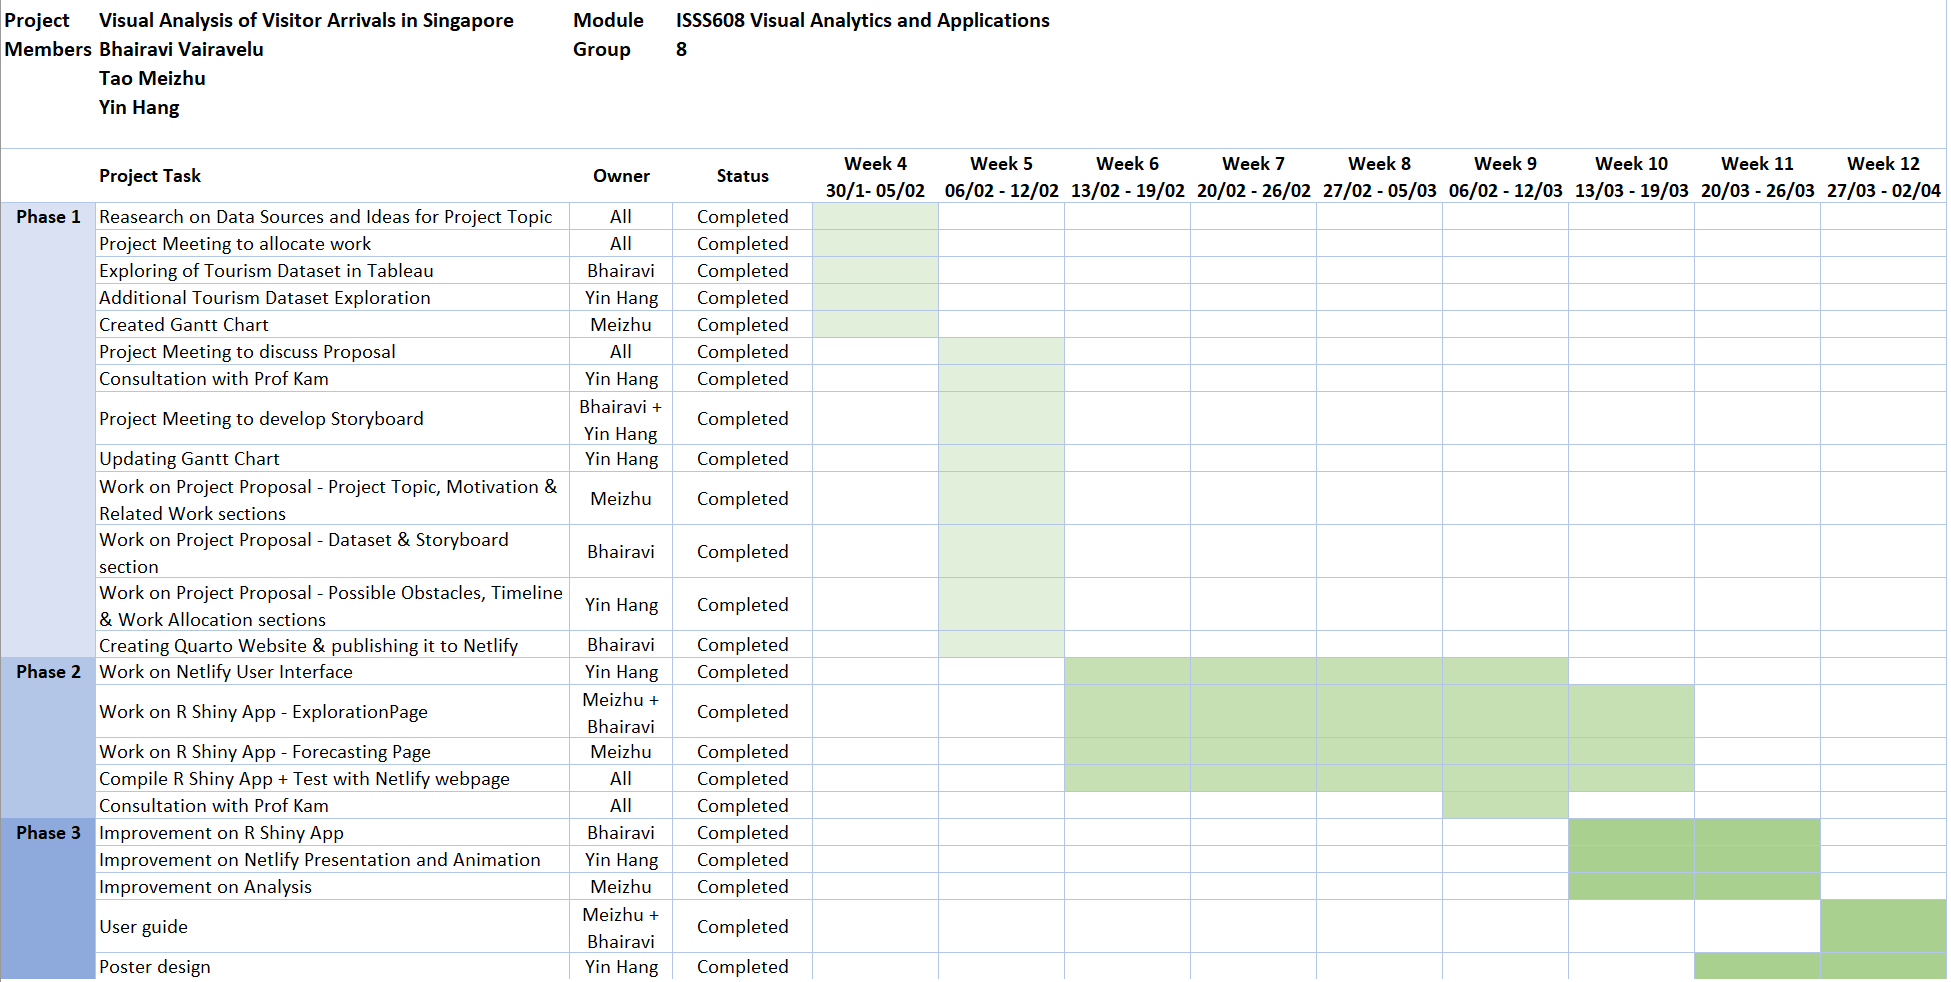 Project Visual Analysis of Visitor Arrivals in Singapore Module ISSS608 Visual Analytics and Applications
Members Bhairavi Vairavelu Group 8
Tao Meizhu
Yin Hang
Week 4 Week 5 Week 6 Week 7 Week 8 Week 9 Week 10 Week 11 Week 12
Project Task Owner Status
30/1- 05/02 06/02 - 12/02 13/02 - 19/02 20/02 - 26/02 27/02 - 05/03 06/02 - 12/03 13/03 - 19/03 20/03 - 26/03 27/03 - 02/04
Phase 1 Reasearch on Data Sources and Ideas for Project Topic All Completed
Project Meeting to allocate work All Completed
Exploring of Tourism Dataset in Tableau Bhairavi Completed
Additional Tourism Dataset Exploration Yin Hang Completed
Created Gantt Chart Meizhu Completed
Project Meeting to discuss Proposal All Completed
Consultation with Prof Kam Yin Hang Completed
Project Meeting to develop Storyboard Bhairavi + Completed
Yin Hang
Updating Gantt Chart Yin Hang Completed
Work on Project Proposal - Project Topic, Motivation & Meizhu Completed
Related Work sections
Work on Project Proposal - Dataset & Storyboard Bhairavi Completed
section
Work on Project Proposal - Possible Obstacles, Timeline Yin Hang Completed
& Work Allocation sections
Creating Quarto Website & publishing it to Netlify Bhairavi Completed
Phase 2 Work on Netlify User Interface Yin Hang Completed
Work on R Shiny App - ExplorationPage Meizhu + Completed
Bhairavi
Work on R Shiny App - Forecasting Page Meizhu Completed
Compile R Shiny App + Test with Netlify webpage All Completed
Consultation with Prof Kam All Completed
Phase 3 Improvement on R Shiny App Bhairavi Completed
Improvement on Netlify Presentation and Animation Yin Hang Completed
Improvement on Analysis Meizhu Completed
User guide Meizhu + Completed
Bhairavi
Poster design Yin Hang Completed